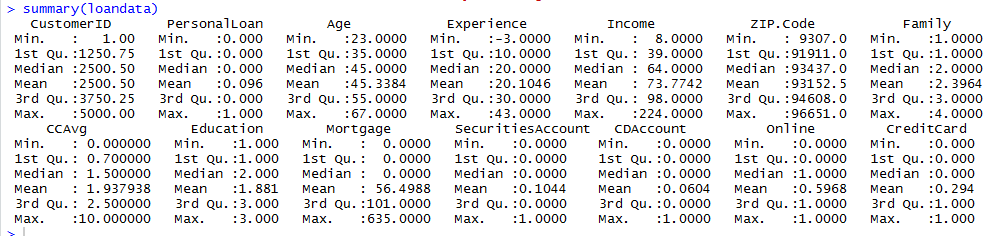 > summary(loandata)
CustomerID PersonalLoan Age Experience Income ZIP.Code Family
Min. : 1.00 Min. :0.000 Min. :23.0000 Min. :-3.0000 Min. : 8.0000 Min. : 9307.0 Min. :1.0000
1st Qu.:1250.75 1st Qu.:0.000 1st Qu.:35.0000 1st Qu.:10.0000 1st Qu.: 39.0000 1st Qu.:91911.0 1st Qu.:1.0000
Median :2500.50 Median :0.000 Median :45.0000 Median :20.0000 Median : 64.0000 Median :93437.0 Median :2.0000
Mean :2500.50 Mean :0.096 Mean :45.3384 Mean :20.1046 Mean : 73.7742 Mean :93152.5 Mean :2.3964
3rd Qu.:3750.25 3rd Qu.:0.000 3rd Qu.:55.0000 3rd Qu.:30.0000 3rd Qu.: 98.0000 3rd Qu.:94608.0 3rd Qu.:3.0000
Max. :5000.00 Max. :1.000 Max. :67.0000 Max. :43.0000 Max. :224.0000 Max. :96651.0 Max. :4.0000
CCAvg Education Mortgage SecuritiesAccount CDAccount Online CreditCard
Min. : 0.000000 Min. :1.000 Min. : 0.0000 Min. :0.0000 Min. :0.0000 Min. :0.0000 Min. :0.000
1st Qu.: 0.700000 1st Qu.:1.000 1st Qu.: 0.0000 1st Qu.:0.0000 1st Qu.:0.0000 1st Qu.:0.0000 1st Qu.:0.000
Median : 1.500000 Median :2.000 Median : 0.0000 Median :0.0000 Median :0.0000 Median :1.0000 Median :0.000
Mean : 1.937938 Mean :1.881 Mean : 56.4988 Mean :0.1044 Mean :0.0604 Mean :0.5968 Mean :0.294
3rd Qu.: 2.500000 3rd Qu.:3.000 3rd Qu.:101.0000 3rd Qu.:0.0000 3rd Qu.:0.0000 3rd Qu.:1.0000 3rd Qu.:1.000
Max. :10.000000 Max. :3.000 Max. :635.0000 Max. :1.0000 Max. :1.0000 Max. :1.0000 Max. :1.000
>